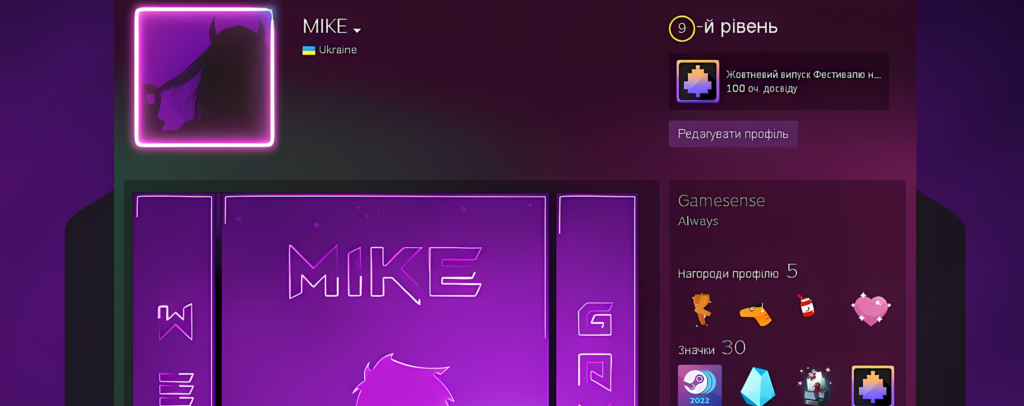 MIKE
Ukraine
9-й рівень
Жовтневий випуск Фестивалю н...
100 оч. досвіду
Редагувати профіль
Gamesense
Always
Нагороди профілю 5
Значки 30
MIKE
W
E
G
A
2022